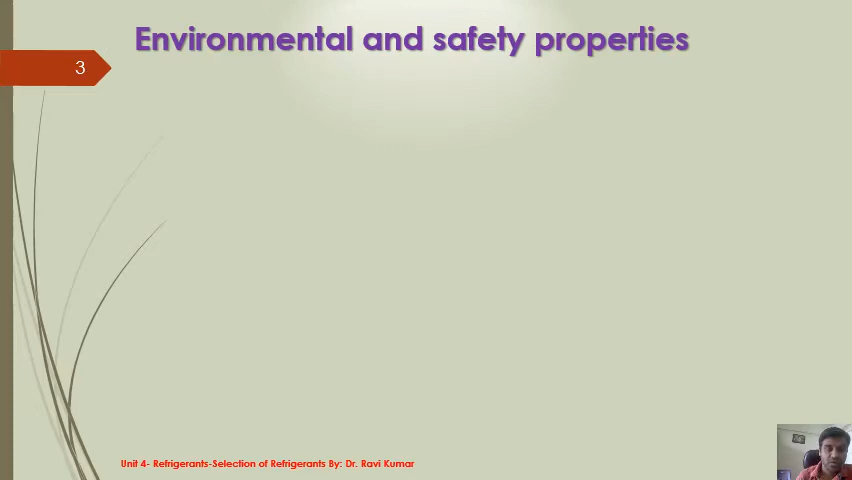 Environmental and safety properties
3
Unit 4- Refrigerants-Selection of Refrigerants By: Dr. Ravi Kumar